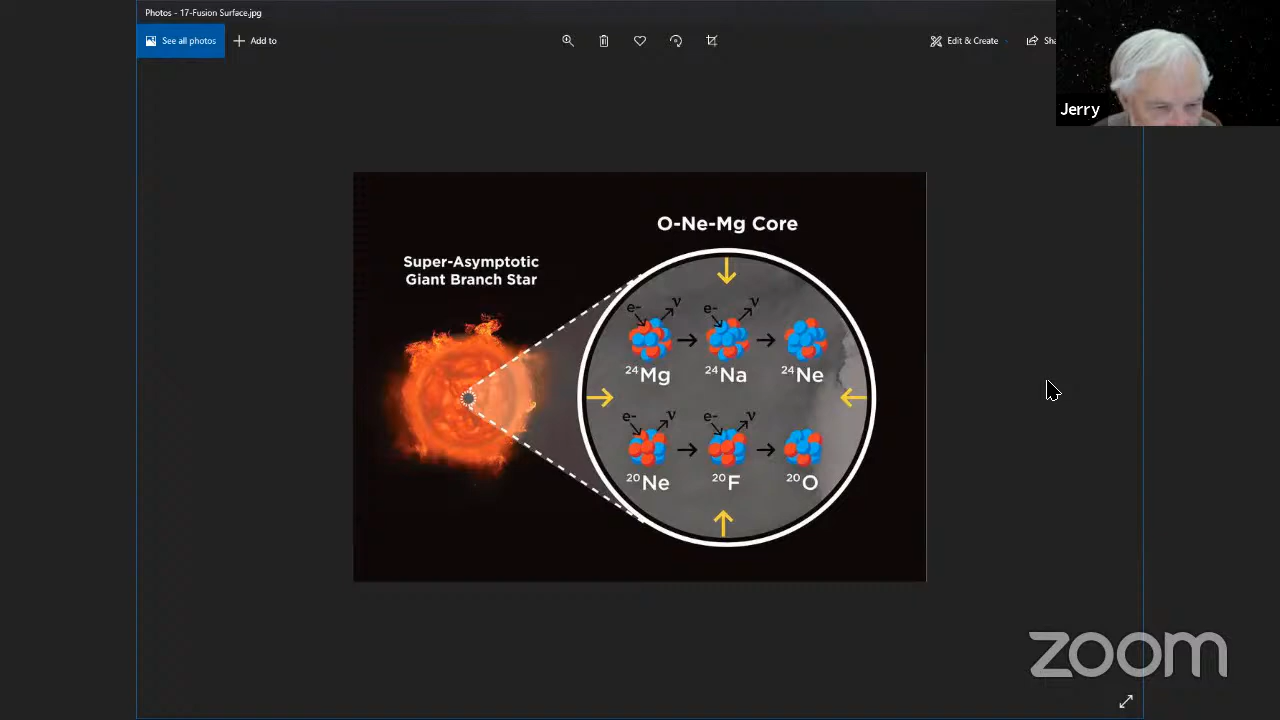 Photos - 17-Fusion Surface.jpg
See all photos
Add to
Edit & Create
Sha
Jerry
O-Ne-Mg Core
Super-Asymptotic
Giant Branch Star
e- ν e- ν
²⁴Mg ²⁴Na ²⁴Ne
e- ν e- ν
²⁰Ne ²⁰F ²⁰O
zoom